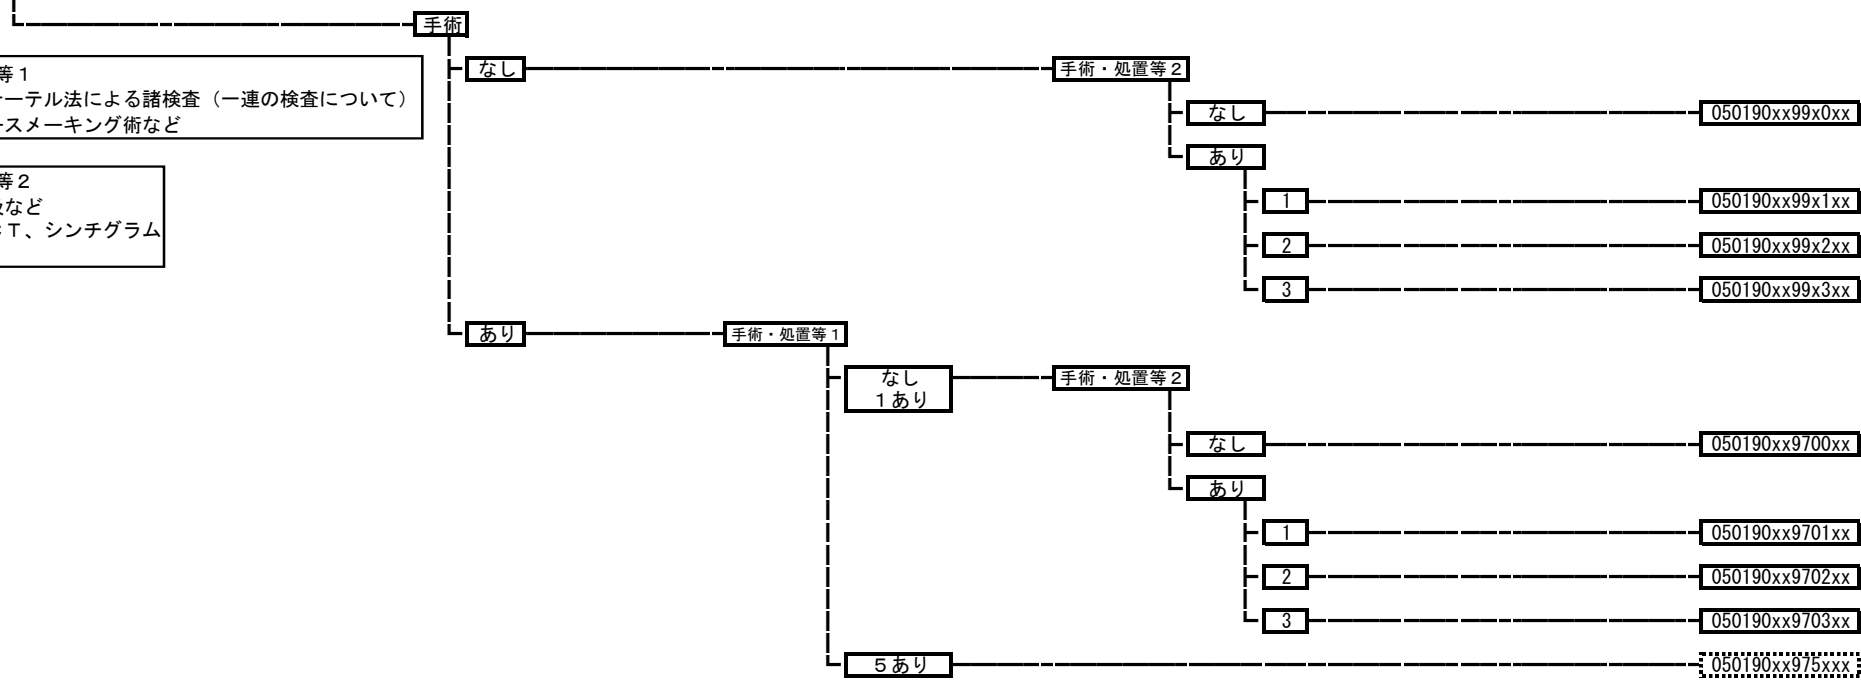 手術
等１
ーテル法による諸検査（一連の検査について）
ースメーキング術など
等２
など
Ｔ、シンチグラム
なし
手術・処置等２
なし
050190xx99x0xx
あり
1
050190xx99x1xx
2
050190xx99x2xx
3
050190xx99x3xx
あり
手術・処置等１
なし
１あり
手術・処置等２
なし
050190xx9700xx
あり
1
050190xx9701xx
2
050190xx9702xx
3
050190xx9703xx
５あり
050190xx975xxx